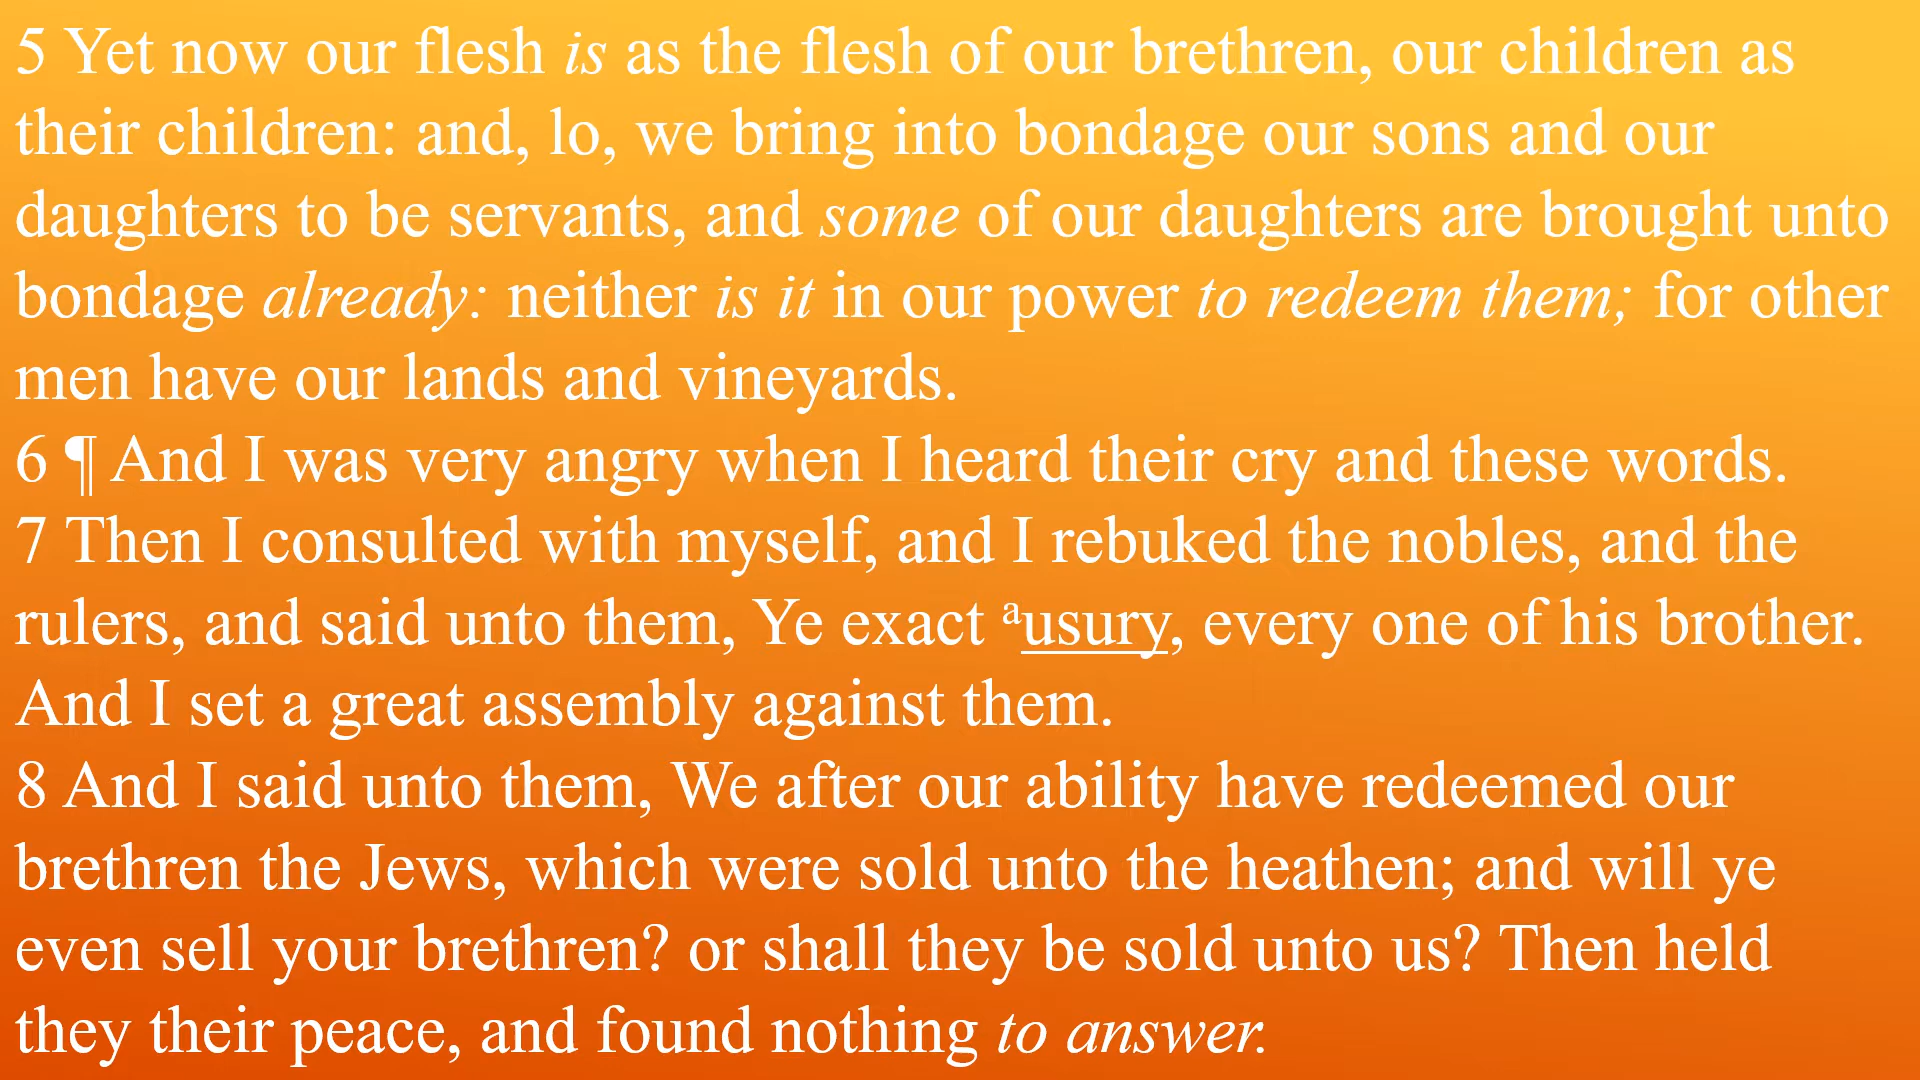 5 Yet now our flesh is as the flesh of our brethren, our children as
their children: and, lo, we bring into bondage our sons and our
daughters to be servants, and some of our daughters are brought unto
bondage already: neither is it in our power to redeem them; for other
men have our lands and vineyards.
6 ¶ And I was very angry when I heard their cry and these words.
7 Then I consulted with myself, and I rebuked the nobles, and the
rulers, and said unto them, Ye exact ᵃusury, every one of his brother.
And I set a great assembly against them.
8 And I said unto them, We after our ability have redeemed our
brethren the Jews, which were sold unto the heathen; and will ye
even sell your brethren? or shall they be sold unto us? Then held
they their peace, and found nothing to answer.